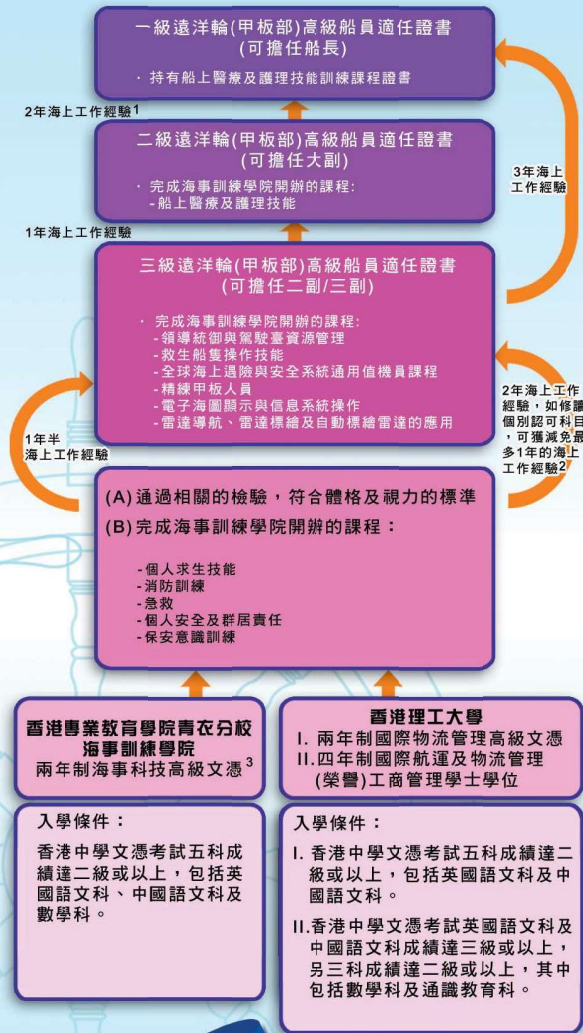 一級遠洋輪(甲板部)高級船員適任證書
(可擔任船長)
· 持有船上醫療及護理技能訓練課程證書
2年海上工作經驗1
二級遠洋輪(甲板部)高級船員適任證書
(可擔任大副)
· 完成海事訓練學院開辦的課程:
-船上醫療及護理技能
3年海上
工作經驗
1年海上工作經驗
三級遠洋輪(甲板部)高級船員適任證書
(可擔任二副/三副)
· 完成海事訓練學院開辦的課程:
-領導統御與駕駛臺資源管理
-救生船隻操作技能
-全球海上遇險與安全系統通用值機員課程
-精練甲板人員
-電子海圖顯示與信息系統操作
-雷達導航、雷達標繪及自動標繪雷達的應用
1年半
海上工作經驗
2年海上工作
經驗，如修讀
個別認可科目
，可獲減免最
多1年的海上
工作經驗2
(A)通過相關的檢驗，符合體格及視力的標準
(B)完成海事訓練學院開辦的課程：
-個人求生技能
-消防訓練
-急救
-個人安全及群居責任
-保安意識訓練
香港專業教育學院青衣分校
海事訓練學院
兩年制海事科技高級文憑3
入學條件：
香港中學文憑考試五科成
績達二級或以上，包括英
國語文科、中國語文科及
數學科。
香港理工大學
I. 兩年制國際物流管理高級文憑
II.四年制國際航運及物流管理
(榮譽)工商管理學士學位
入學條件：
I. 香港中學文憑考試五科成績達二
級或以上，包括英國語文科及中
國語文科。
II.香港中學文憑考試英國語文科及
中國語文科成績達三級或以上，
另三科成績達二級或以上，其中
包括數學科及通識教育科。